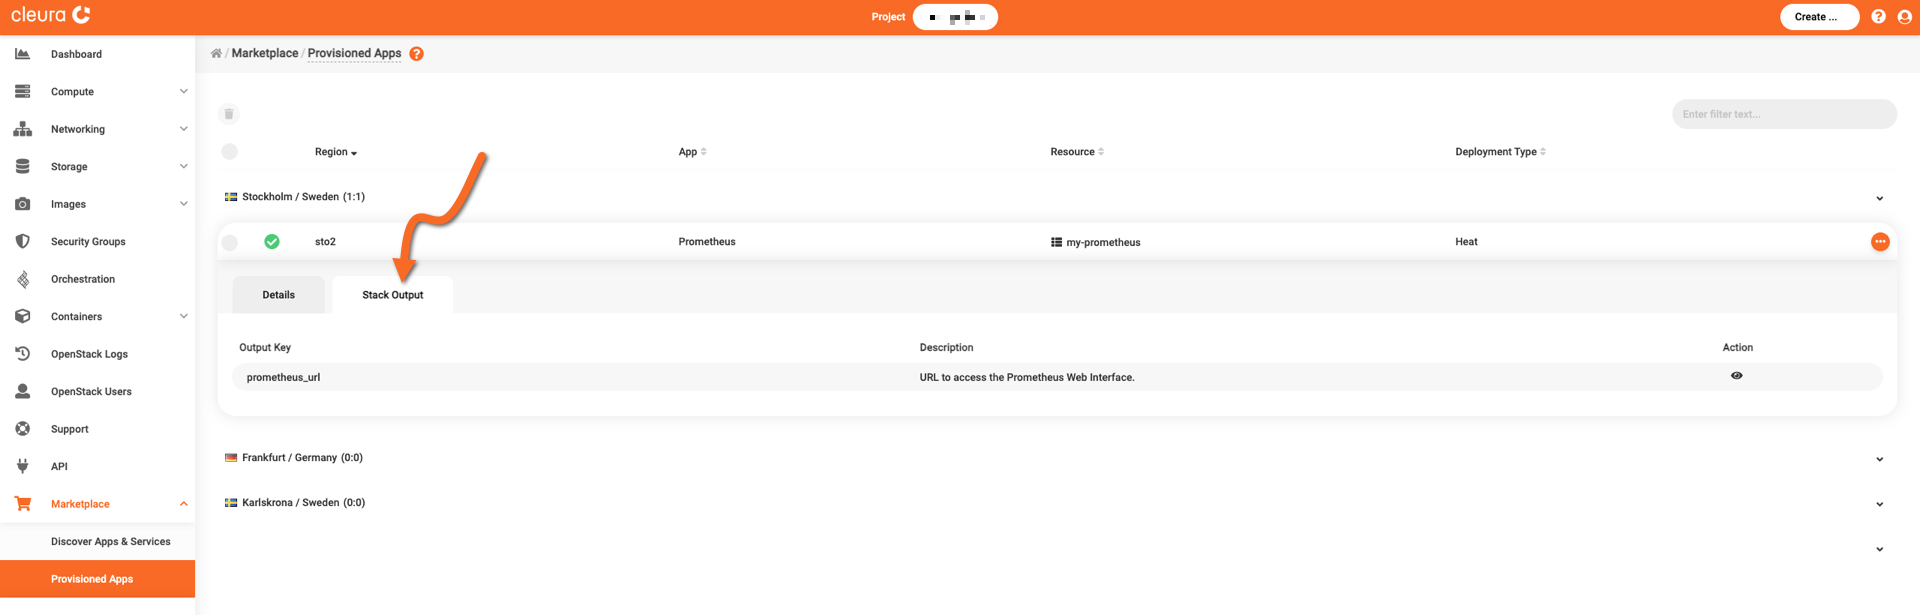 cleura
Project
Create ...
Dashboard
Compute
Networking
Storage
Images
Security Groups
Orchestration
Containers
OpenStack Logs
OpenStack Users
Support
API
Marketplace
Discover Apps & Services
Provisioned Apps
/ Marketplace / Provisioned Apps ?
Enter filter text...
Region App Resource Deployment Type
Stockholm / Sweden (1:1)
sto2 Prometheus my-prometheus Heat
Details Stack Output
Output Key Description Action
prometheus_url URL to access the Prometheus Web Interface.
Frankfurt / Germany (0:0)
Karlskrona / Sweden (0:0)